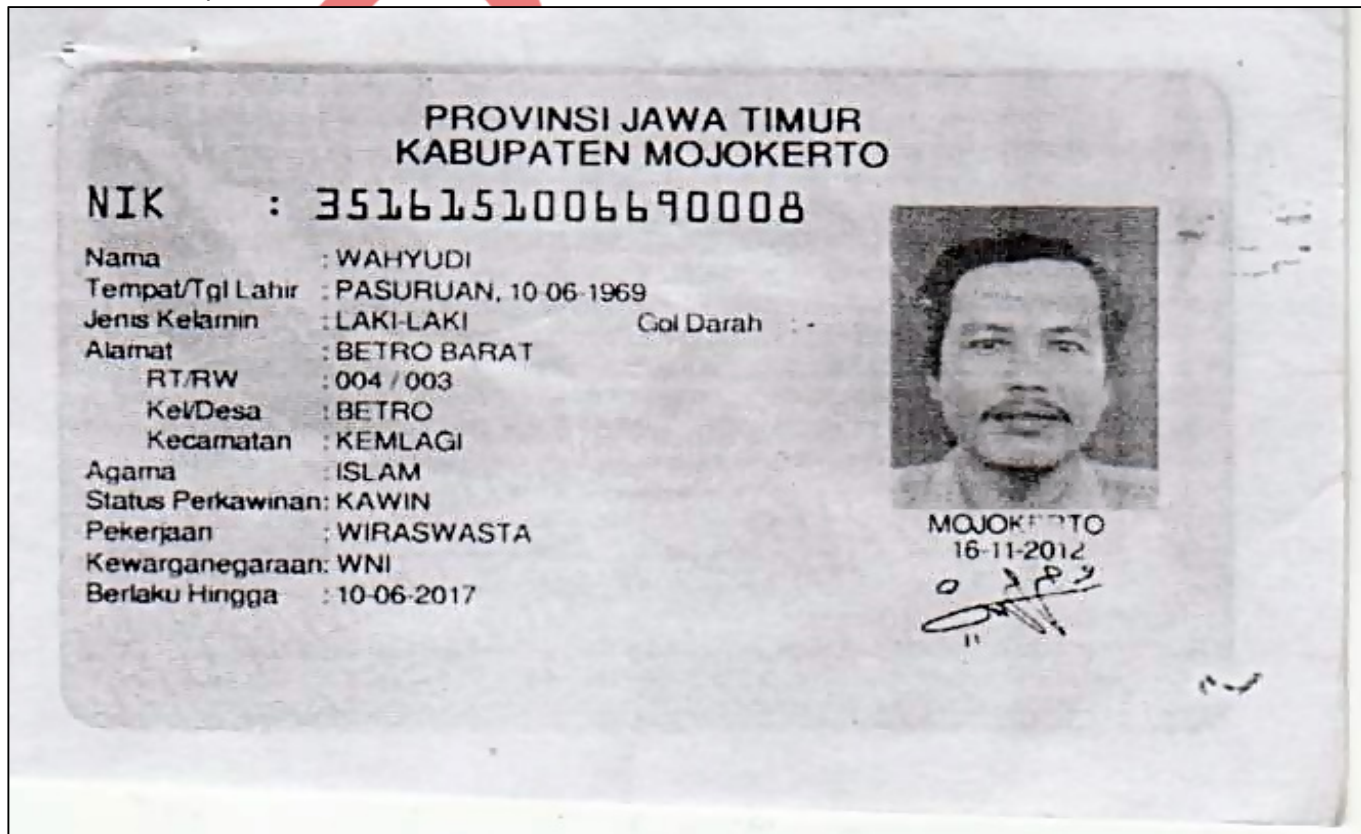 PROVINSI JAWA TIMUR
KABUPATEN MOJOKERTO
NIK : 3516151006690008
Nama : WAHYUDI
Tempat/Tgl Lahir : PASURUAN, 10-06-1969
Jenis Kelamin : LAKI-LAKI Gol Darah : -
Alamat : BETRO BARAT
RT/RW : 004 / 003
Kel/Desa : BETRO
Kecamatan : KEMLAGI
Agama : ISLAM
Status Perkawinan: KAWIN
Pekerjaan : WIRASWASTA
Kewarganegaraan: WNI
Berlaku Hingga : 10-06-2017
MOJOKERTO
16-11-2012